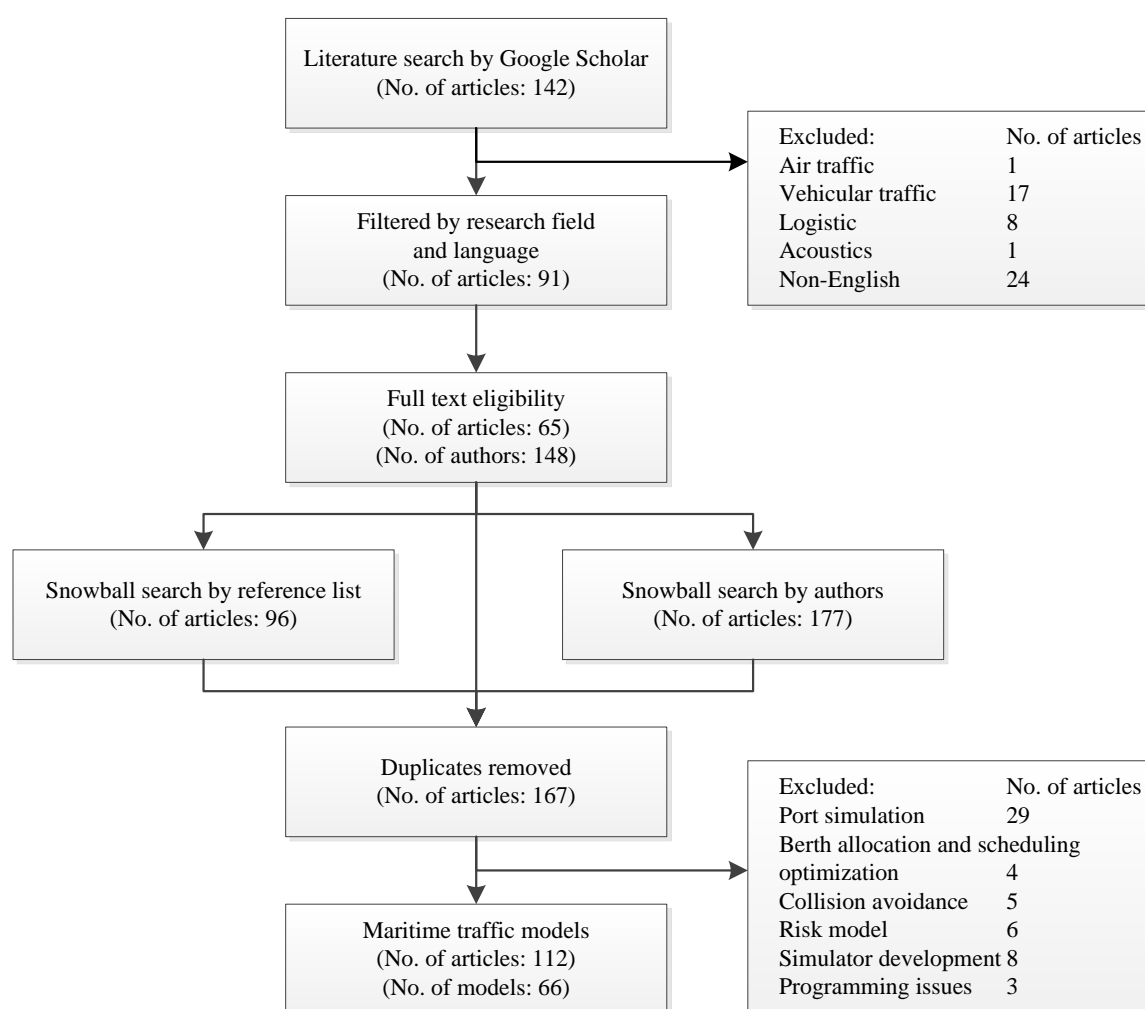 Literature search by Google Scholar
(No. of articles: 142)
Excluded: No. of articles
Air traffic 1
Vehicular traffic 17
Logistic 8
Acoustics 1
Non-English 24
Filtered by research field
and language
(No. of articles: 91)
Full text eligibility
(No. of articles: 65)
(No. of authors: 148)
Snowball search by reference list
(No. of articles: 96)
Snowball search by authors
(No. of articles: 177)
Duplicates removed
(No. of articles: 167)
Excluded: No. of articles
Port simulation 29
Berth allocation and scheduling
optimization 4
Collision avoidance 5
Risk model 6
Simulator development 8
Programming issues 3
Maritime traffic models
(No. of articles: 112)
(No. of models: 66)